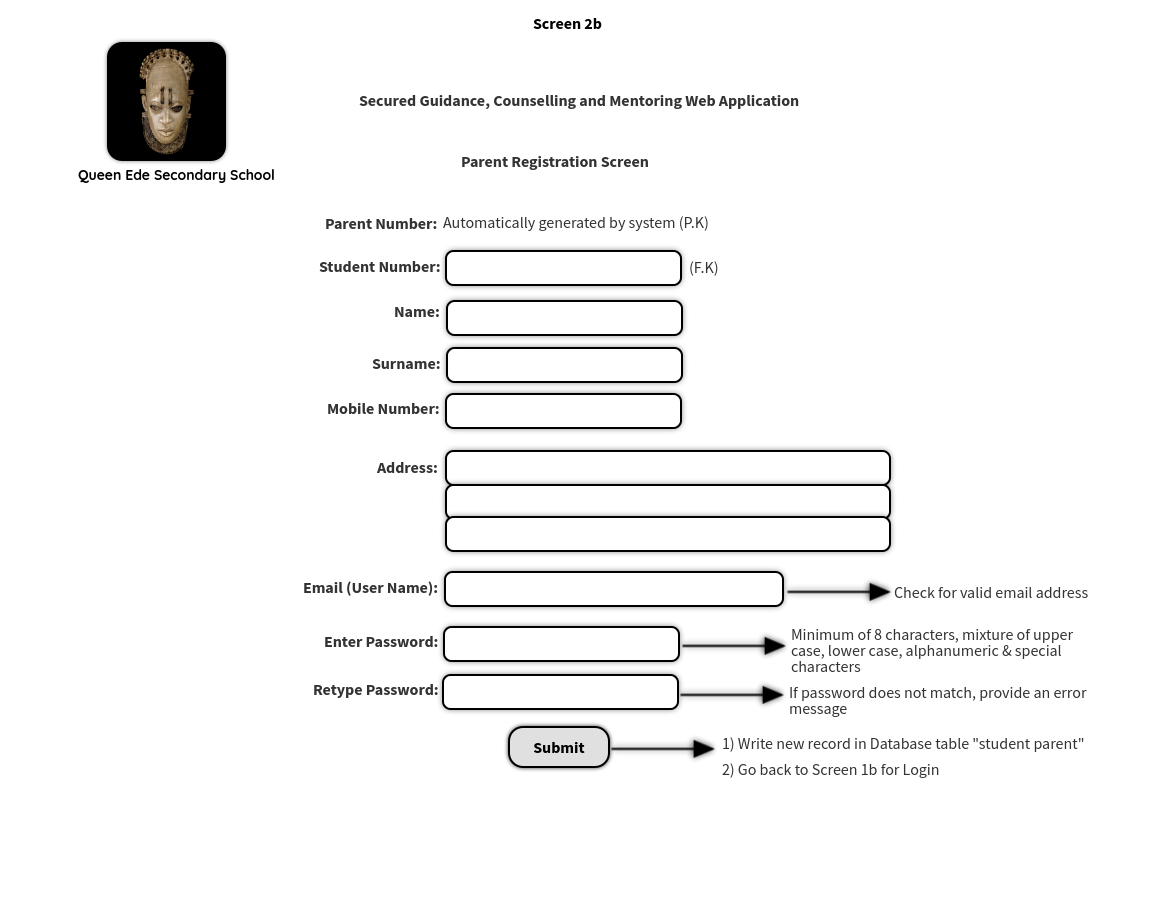 Screen 2b
Secured Guidance, Counselling and Mentoring Web Application
Parent Registration Screen
Queen Ede Secondary School
Parent Number: Automatically generated by system (P.K)
Student Number: (F.K)
Name:
Surname:
Mobile Number:
Address:
Email (User Name): Check for valid email address
Enter Password: Minimum of 8 characters, mixture of upper
case, lower case, alphanumeric & special
characters
Retype Password: If password does not match, provide an error
message
Submit 1) Write new record in Database table "student parent"
2) Go back to Screen 1b for Login